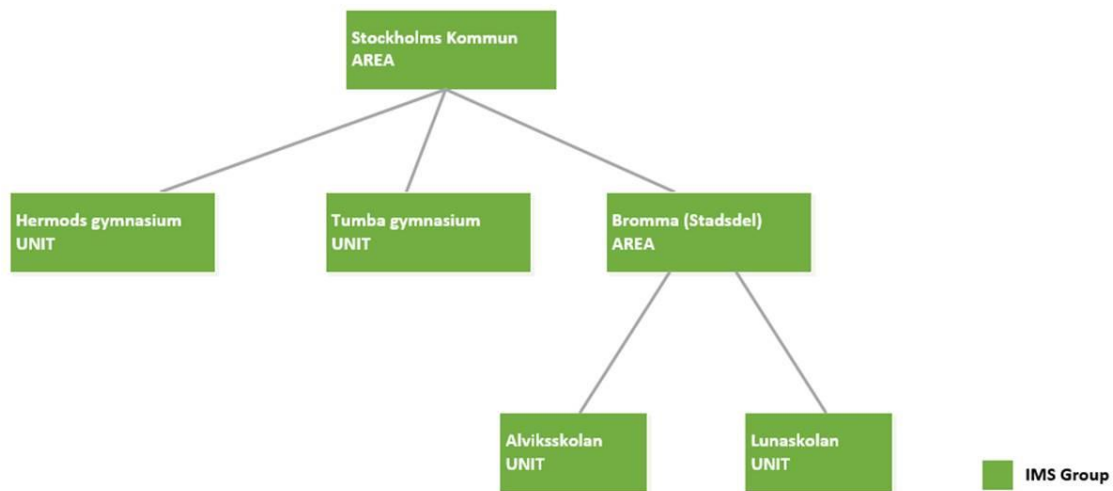 Stockholms Kommun
AREA
Hermods gymnasium
UNIT
Tumba gymnasium
UNIT
Bromma (Stadsdel)
AREA
Alviksskolan
UNIT
Lunaskolan
UNIT
IMS Group